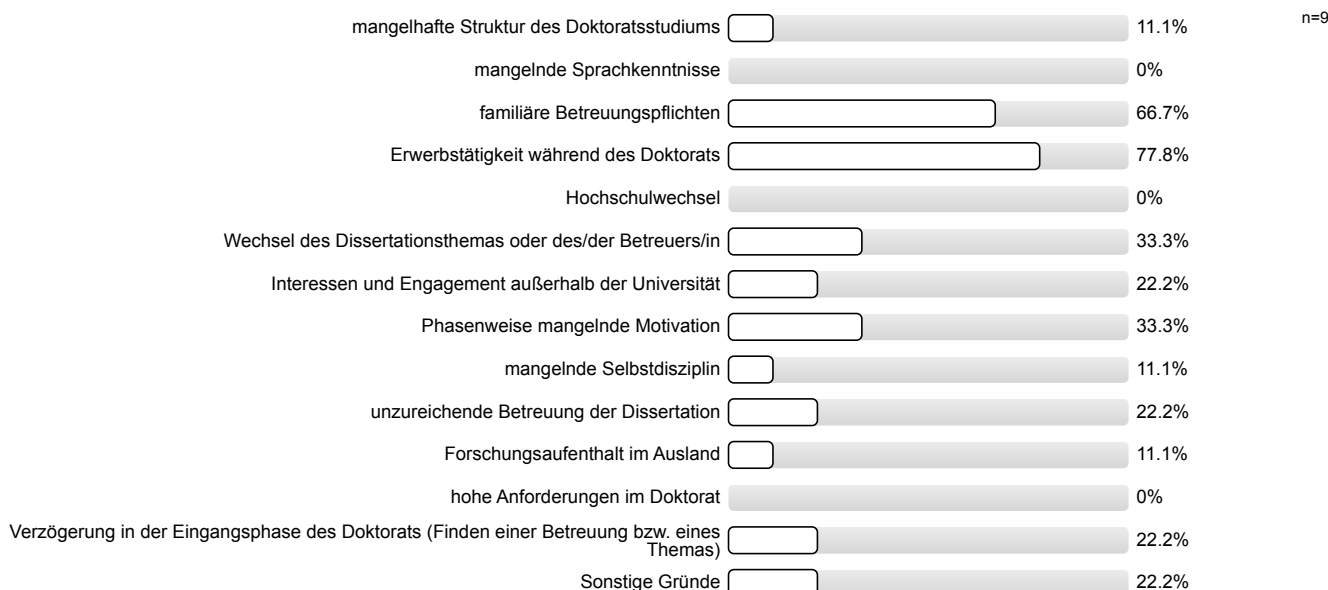 n=9
mangelhafte Struktur des Doktoratsstudiums 11.1%
mangelnde Sprachkenntnisse 0%
familiäre Betreuungspflichten 66.7%
Erwerbstätigkeit während des Doktorats 77.8%
Hochschulwechsel 0%
Wechsel des Dissertationsthemas oder des/der Betreuers/in 33.3%
Interessen und Engagement außerhalb der Universität 22.2%
Phasenweise mangelnde Motivation 33.3%
mangelnde Selbstdisziplin 11.1%
unzureichende Betreuung der Dissertation 22.2%
Forschungsaufenthalt im Ausland 11.1%
hohe Anforderungen im Doktorat 0%
Verzögerung in der Eingangsphase des Doktorats (Finden einer Betreuung bzw. eines
Themas) 22.2%
Sonstige Gründe 22.2%